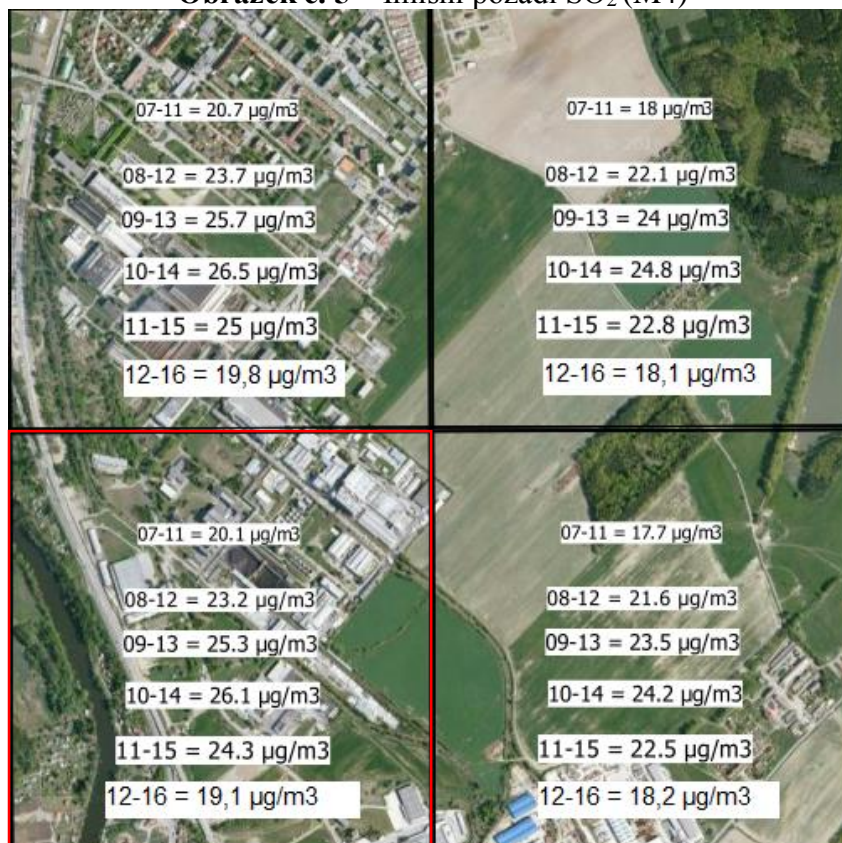 Obrázek č. 3 – Imisní pozadí SO₂ (M4)
07-11 = 20.7 µg/m3
08-12 = 23.7 µg/m3
09-13 = 25.7 µg/m3
10-14 = 26.5 µg/m3
11-15 = 25 µg/m3
12-16 = 19,8 µg/m3
07-11 = 18 µg/m3
08-12 = 22.1 µg/m3
09-13 = 24 µg/m3
10-14 = 24.8 µg/m3
11-15 = 22.8 µg/m3
12-16 = 18,1 µg/m3
07-11 = 20.1 µg/m3
08-12 = 23.2 µg/m3
09-13 = 25.3 µg/m3
10-14 = 26.1 µg/m3
11-15 = 24.3 µg/m3
12-16 = 19,1 µg/m3
07-11 = 17.7 µg/m3
08-12 = 21.6 µg/m3
09-13 = 23.5 µg/m3
10-14 = 24.2 µg/m3
11-15 = 22.5 µg/m3
12-16 = 18,2 µg/m3